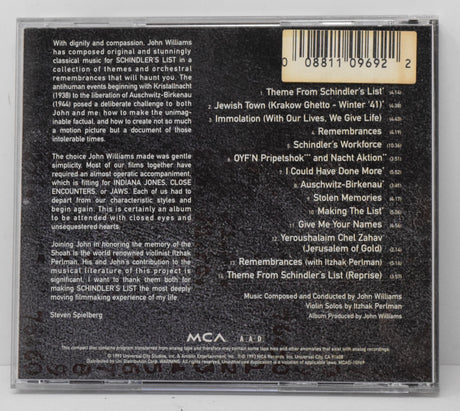 With dignity and compassion, John Williams
has composed original and stunningly
classical music for SCHINDLER'S LIST in a
collection of themes and orchestral
remembrances that will haunt you. The
antihuman events beginning with Kristallnacht
(1938) to the liberation of Auschwitz-Birkenau
(1944) posed a deliberate challenge to both
John and me; how to make the unimaginable
factual, and how to create not so
much a motion picture but a document of those
intolerable times.
The choice John Williams made was gentle
simplicity. Most of our films together have
required an almost operatic accompaniment,
which is fitting for INDIANA JONES, CLOSE
ENCOUNTERS, or JAWS. Each of us had to
depart from our characteristic styles and
begin again. This is certainly an album
to be attended with closed eyes and
unsequestered hearts.
Joining John in honoring the memory of the
Shoah is the world renowned violinist Itzhak
Perlman. His and John's contribution to the
musical literature of this project is
significant. I want to thank them both for
making SCHINDLER'S LIST the most deeply
moving filmmaking experience of my life.
Steven Spielberg
0 08811 09692 2
1. Theme From Schindler's List
2. Jewish Town (Krakow Ghetto - Winter '41)
3. Immolation (With Our Lives, We Give Life)
4. Remembrances
5. Schindler's Workforce
6. OYF'N Pripetshok and Nacht Aktion
7. I Could Have Done More
8. Auschwitz-Birkenau
9. Stolen Memories
10. Making The List
11. Give Me Your Names
12. Yeroushalaim Chel Zahav
(Jerusalem of Gold)
13. Remembrances (with Itzhak Perlman)
14. Theme From Schindler's List (Reprise)
Music Composed and Conducted by John Williams
Violin Solos by Itzhak Perlman
Album Produced by John Williams
MCA AAD